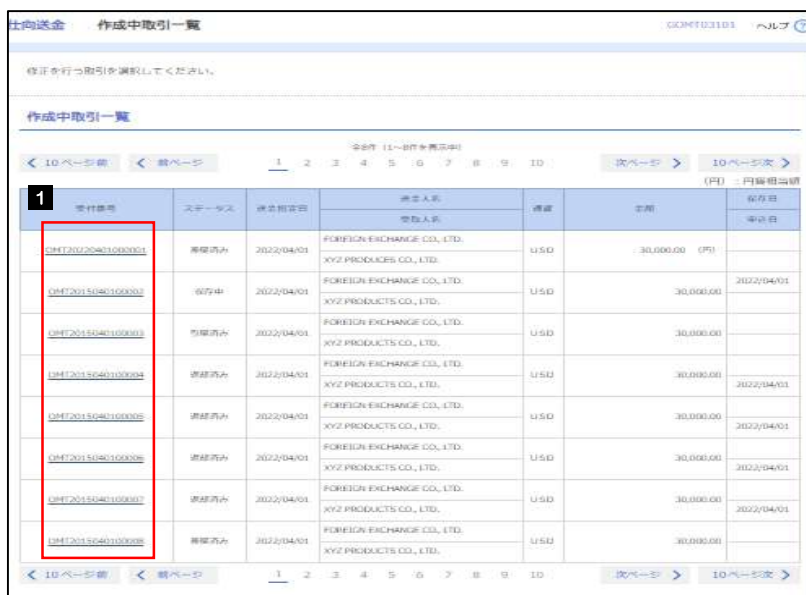 仕向送金 作成中取引一覧 GOMT03101 ヘルプ
修正を行う取引を選択してください。
作成中取引一覧
全8件（1～8件を表示中）
10ページ前 前ページ 1 2 3 4 5 6 7 8 9 10 次ページ 10ページ次
（円）：円貨相当額
1
受付番号 ステータス 送金指定日 送金人名 通貨 金額 保存日
受取人名 申込日
OMT20220401000001 差戻済み 2022/04/01 FOREIGN EXCHANGE CO., LTD. USD 30,000.00 （円）
XYZ PRODUCES CO., LTD.
OMT2015040100002 保存中 2022/04/01 FOREIGN EXCHANGE CO., LTD. USD 30,000.00 2022/04/01
XYZ PRODUCTS CO., LTD.
OMT2015040100003 引戻済み 2022/04/01 FOREIGN EXCHANGE CO., LTD. USD 30,000.00
XYZ PRODUCTS CO., LTD.
OMT2015040100004 返却済み 2022/04/01 FOREIGN EXCHANGE CO., LTD. USD 30,000.00
XYZ PRODUCTS CO., LTD. 2022/04/01
OMT2015040100005 返却済み 2022/04/01 FOREIGN EXCHANGE CO., LTD. USD 30,000.00
XYZ PRODUCTS CO., LTD. 2022/04/01
OMT2015040100006 返却済み 2022/04/01 FOREIGN EXCHANGE CO., LTD. USD 30,000.00
XYZ PRODUCTS CO., LTD. 2022/04/01
OMT2015040100007 返却済み 2022/04/01 FOREIGN EXCHANGE CO., LTD. USD 30,000.00
XYZ PRODUCTS CO., LTD. 2022/04/01
OMT2015040100008 差戻済み 2022/04/01 FOREIGN EXCHANGE CO., LTD. USD 30,000.00
XYZ PRODUCTS CO., LTD.
10ページ前 前ページ 1 2 3 4 5 6 7 8 9 10 次ページ 10ページ次